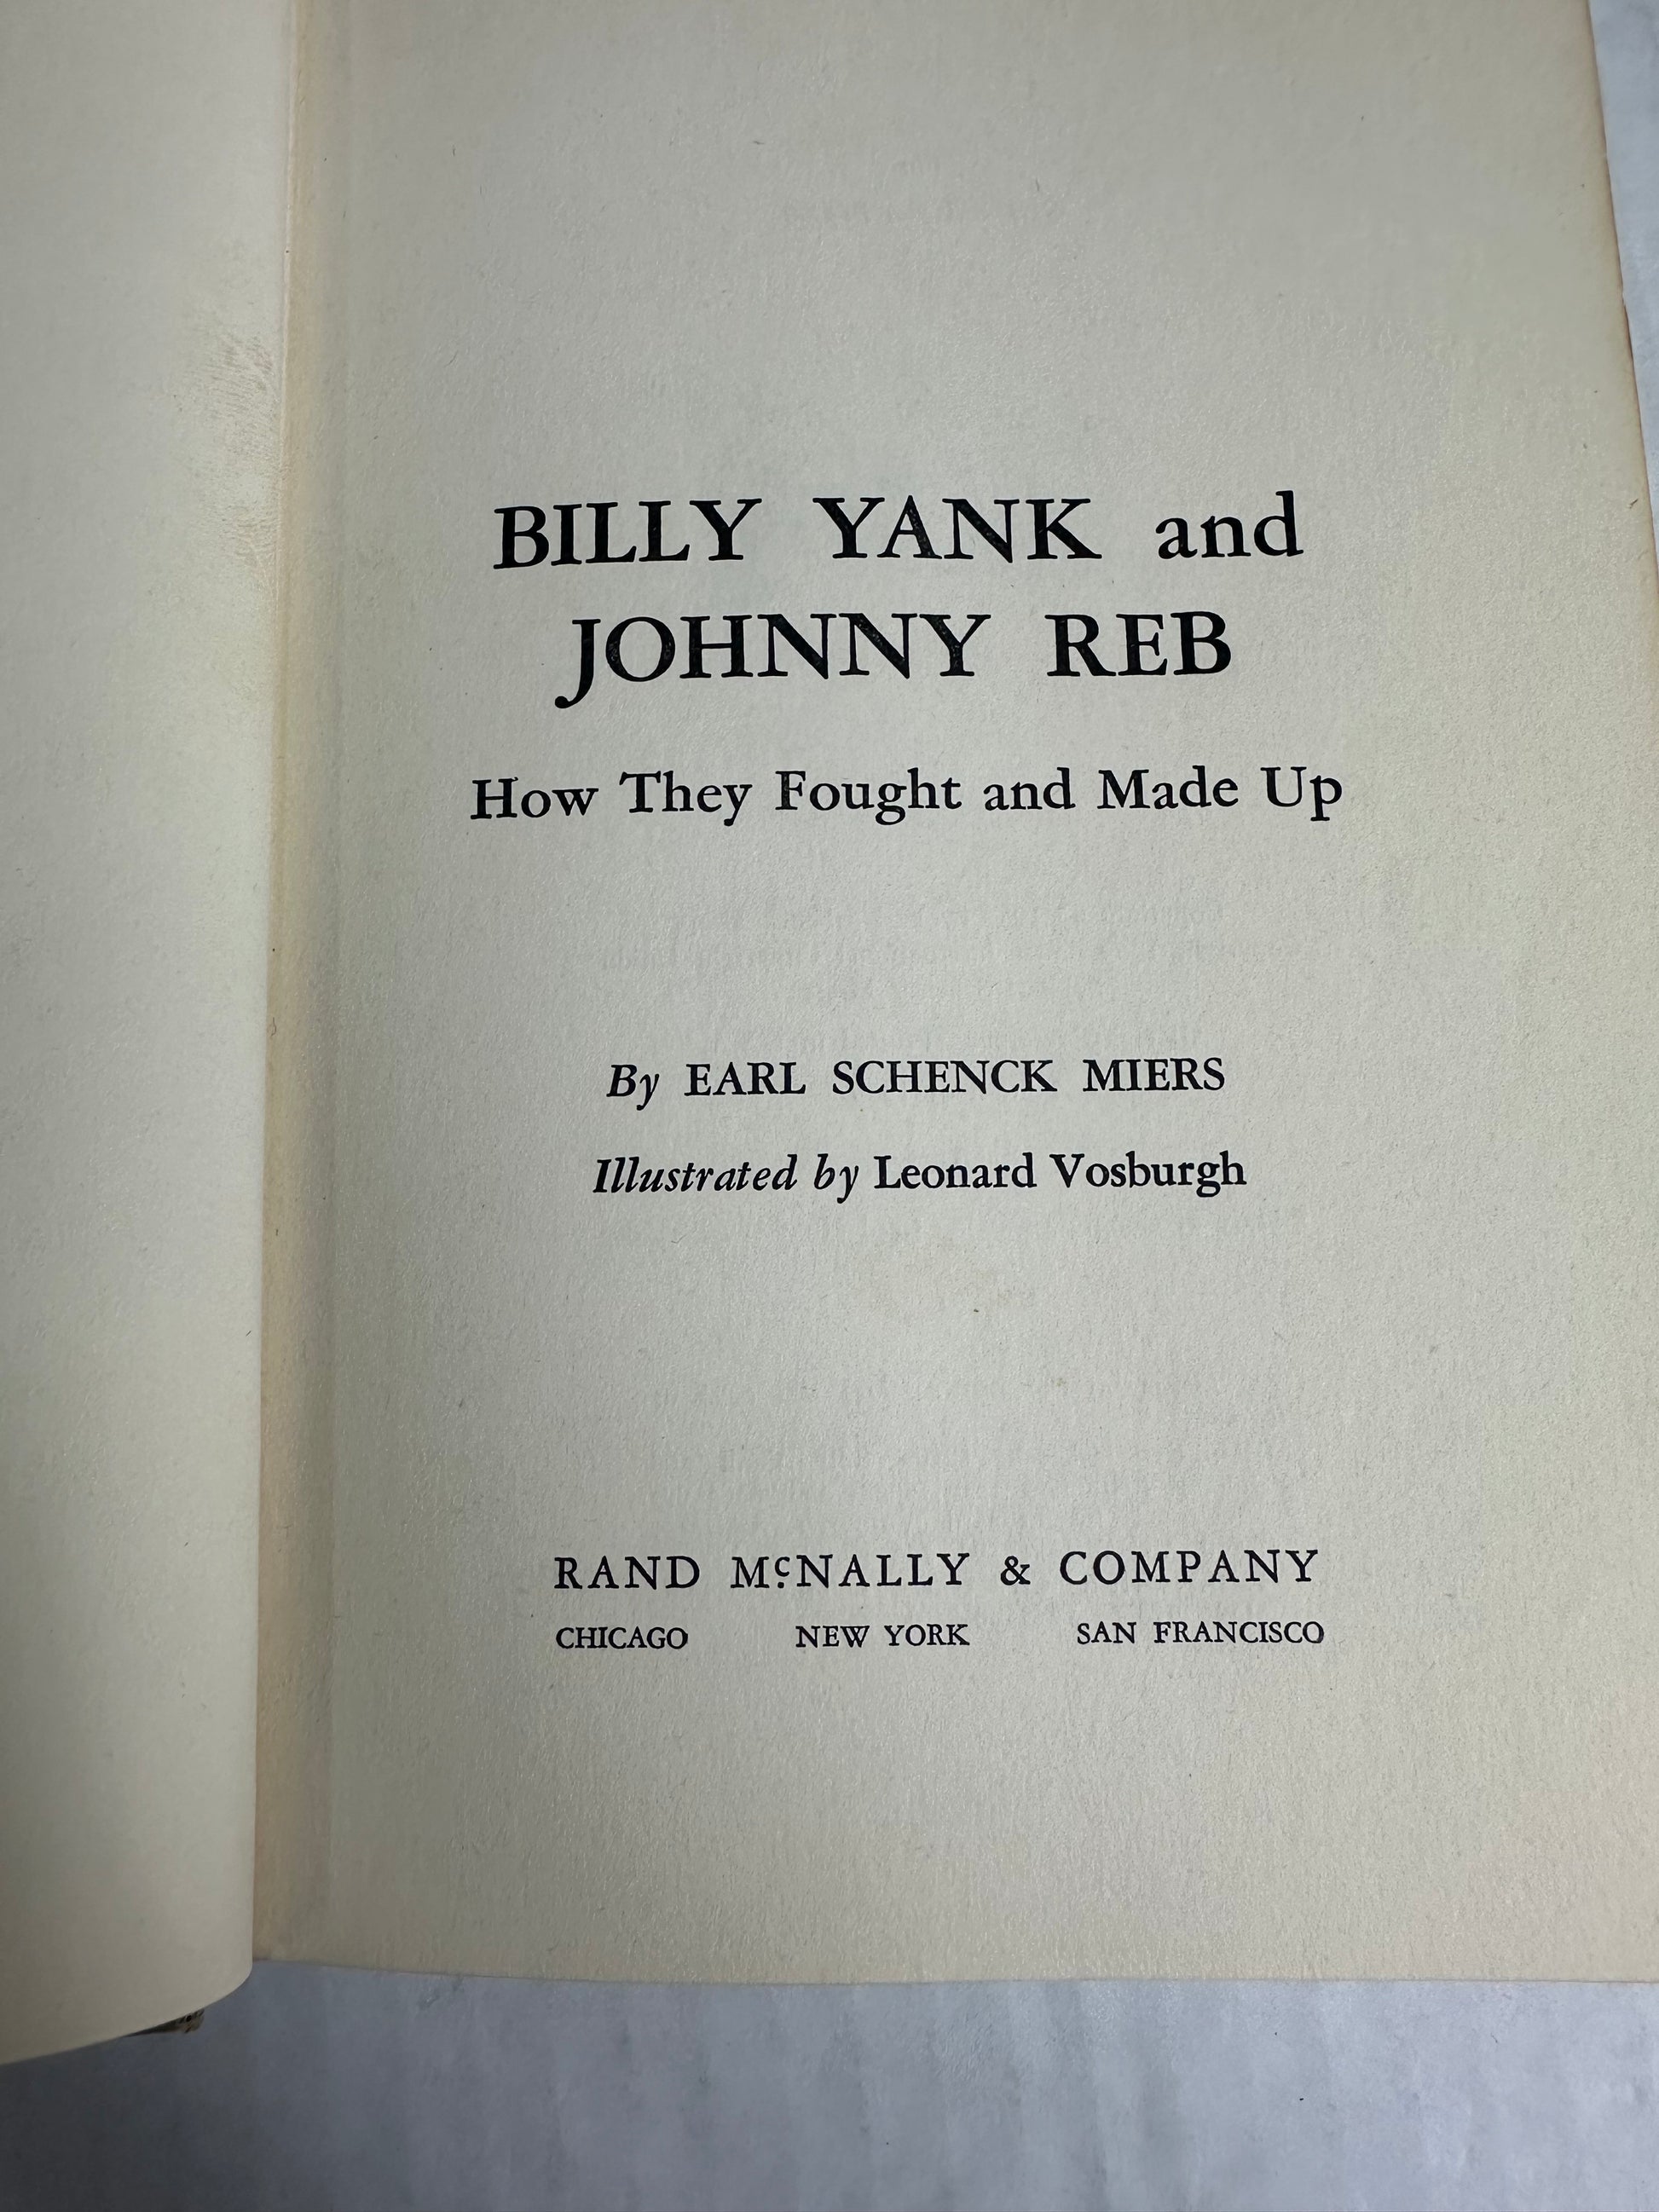 BILLY YANK and
JOHNNY REB
How They Fought and Made Up
By EARL SCHENCK MIERS
Illustrated by Leonard Vosburgh
RAND McNALLY & COMPANY
CHICAGO NEW YORK SAN FRANCISCO